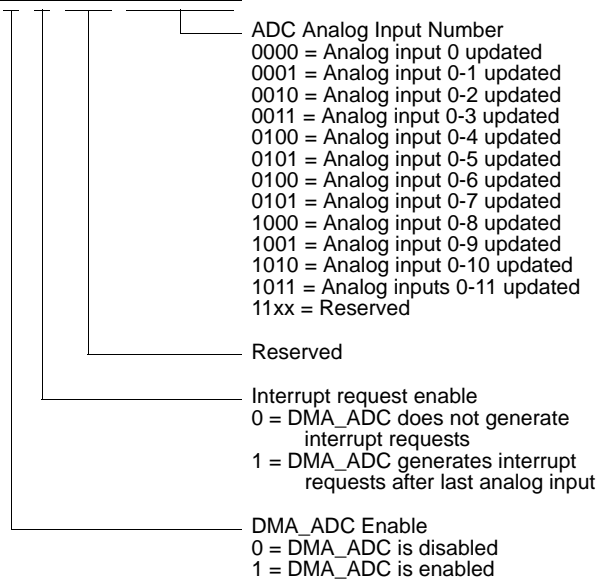 ADC Analog Input Number
0000 = Analog input 0 updated
0001 = Analog input 0-1 updated
0010 = Analog input 0-2 updated
0011 = Analog input 0-3 updated
0100 = Analog input 0-4 updated
0101 = Analog input 0-5 updated
0100 = Analog input 0-6 updated
0101 = Analog input 0-7 updated
1000 = Analog input 0-8 updated
1001 = Analog input 0-9 updated
1010 = Analog input 0-10 updated
1011 = Analog inputs 0-11 updated
11xx = Reserved
Reserved
Interrupt request enable
0 = DMA_ADC does not generate
interrupt requests
1 = DMA_ADC generates interrupt
requests after last analog input
DMA_ADC Enable
0 = DMA_ADC is disabled
1 = DMA_ADC is enabled